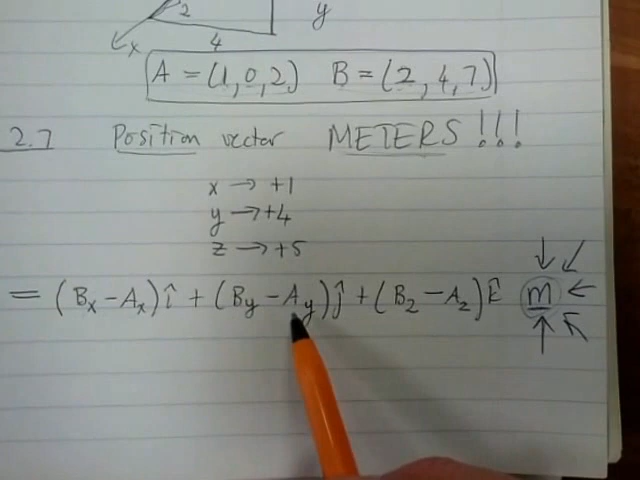 2
y
x
4
A = (1, 0, 2) B = (2, 4, 7)
2.7 Position vector METERS!!!
x → +1
y → +4
z → +5
= (Bx - Ax) î + (By - Ay) ĵ + (Bz - Az) k̂ m